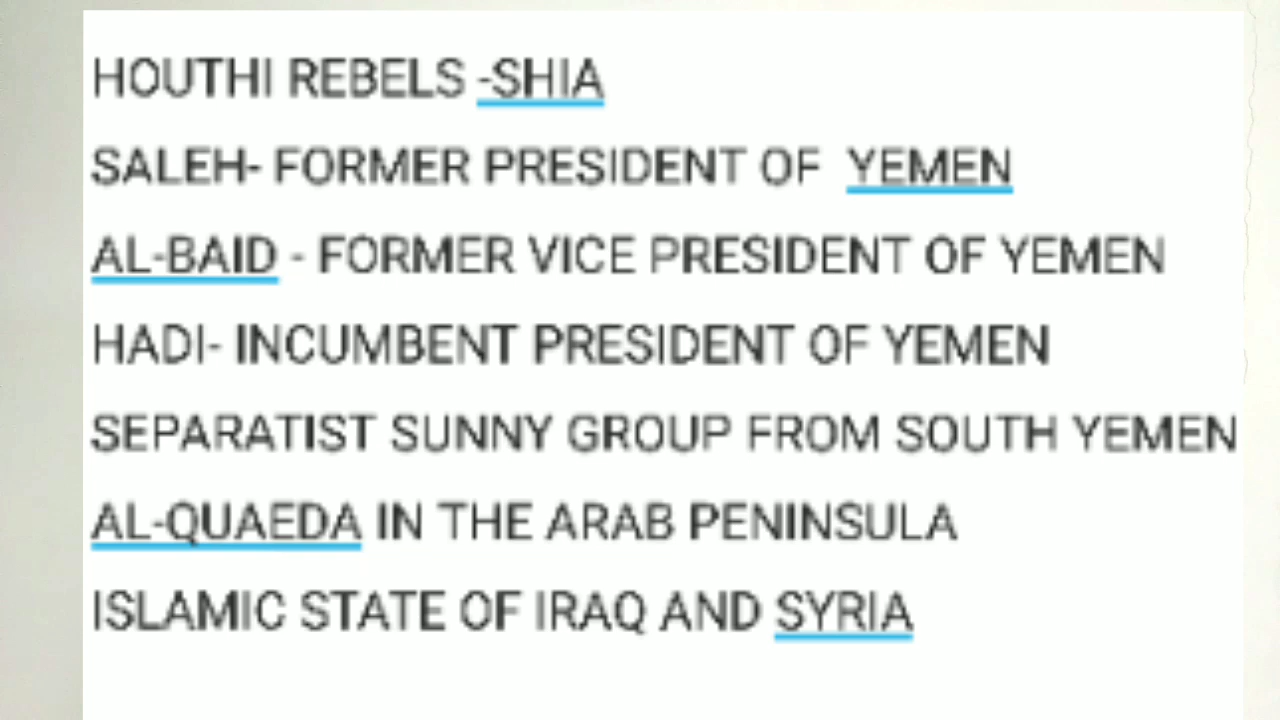 HOUTHI REBELS -SHIA
SALEH- FORMER PRESIDENT OF YEMEN
AL-BAID - FORMER VICE PRESIDENT OF YEMEN
HADI- INCUMBENT PRESIDENT OF YEMEN
SEPARATIST SUNNY GROUP FROM SOUTH YEMEN
AL-QUAEDA IN THE ARAB PENINSULA
ISLAMIC STATE OF IRAQ AND SYRIA